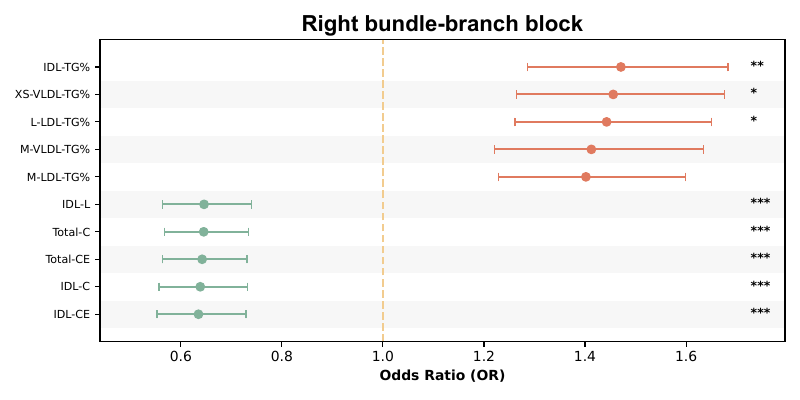 Right bundle-branch block
IDL-TG% **
XS-VLDL-TG% *
L-LDL-TG% *
M-VLDL-TG%
M-LDL-TG%
IDL-L ***
Total-C ***
Total-CE ***
IDL-C ***
IDL-CE ***
0.6 0.8 1.0 1.2 1.4 1.6
Odds Ratio (OR)